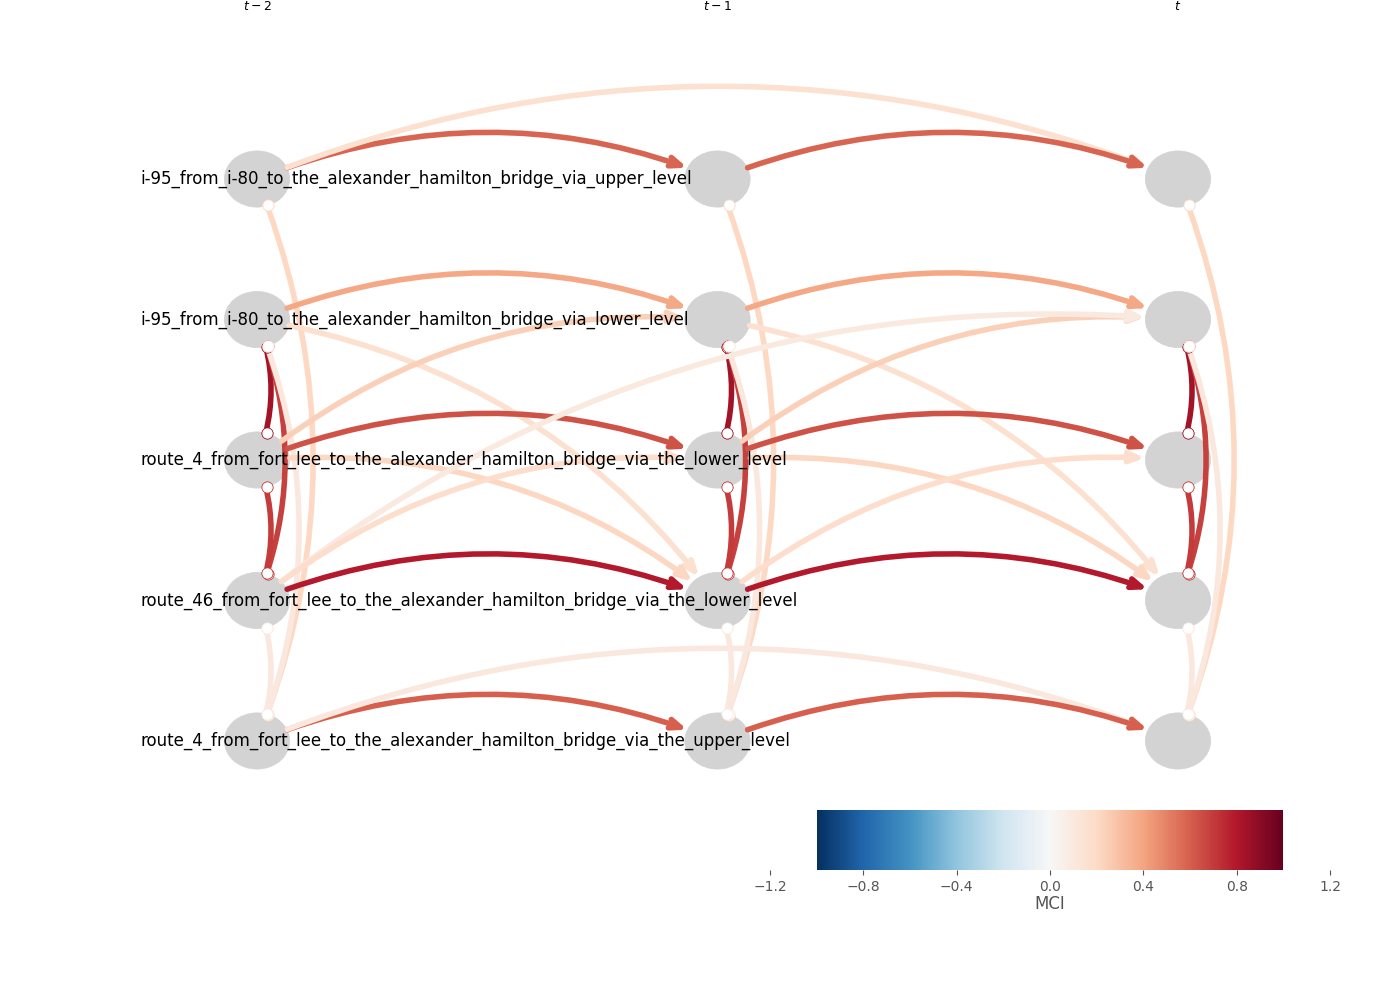 t − 2 t − 1 t
i-95_from_i-80_to_the_alexander_hamilton_bridge_via_upper_level
i-95_from_i-80_to_the_alexander_hamilton_bridge_via_lower_level
route_4_from_fort_lee_to_the_alexander_hamilton_bridge_via_the_lower_level
route_46_from_fort_lee_to_the_alexander_hamilton_bridge_via_the_lower_level
route_4_from_fort_lee_to_the_alexander_hamilton_bridge_via_the_upper_level
−1.2 −0.8 −0.4 0.0 0.4 0.8 1.2
MCI